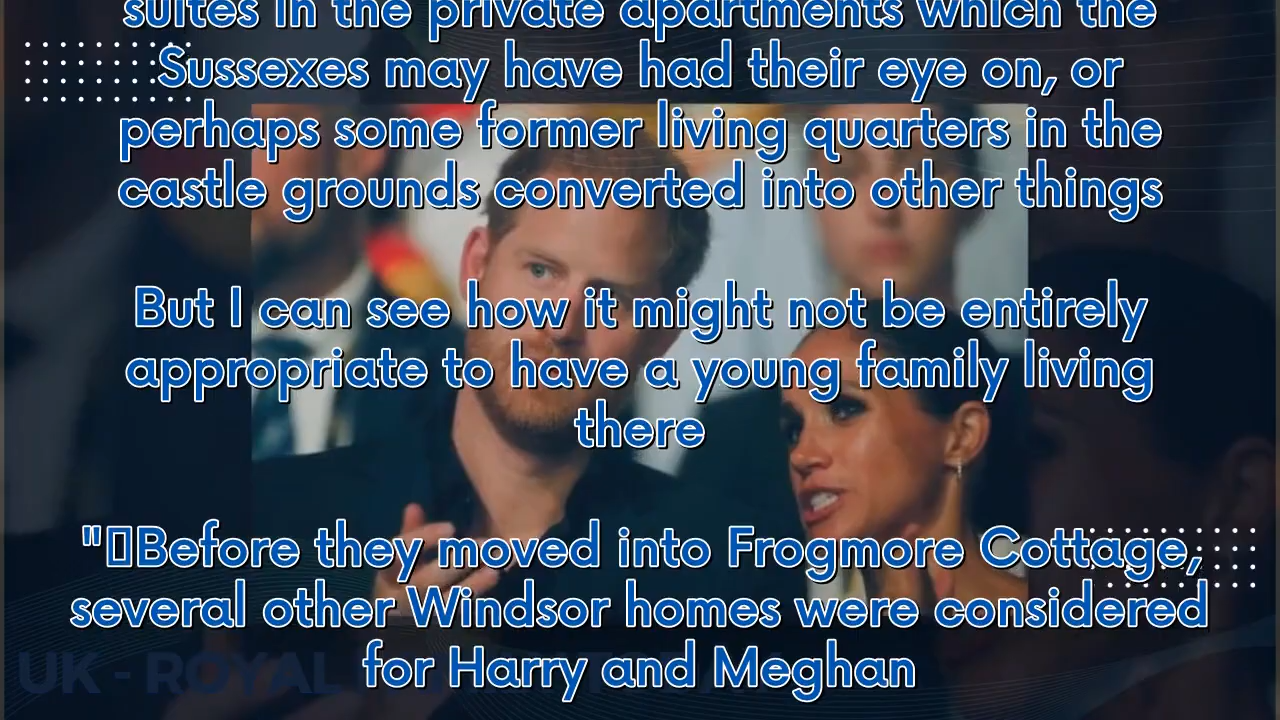 suites in the private apartments which the
Sussexes may have had their eye on, or
perhaps some former living quarters in the
castle grounds converted into other things
But I can see how it might not be entirely
appropriate to have a young family living
there
"▯Before they moved into Frogmore Cottage,
several other Windsor homes were considered
for Harry and Meghan
UK - ROYAL